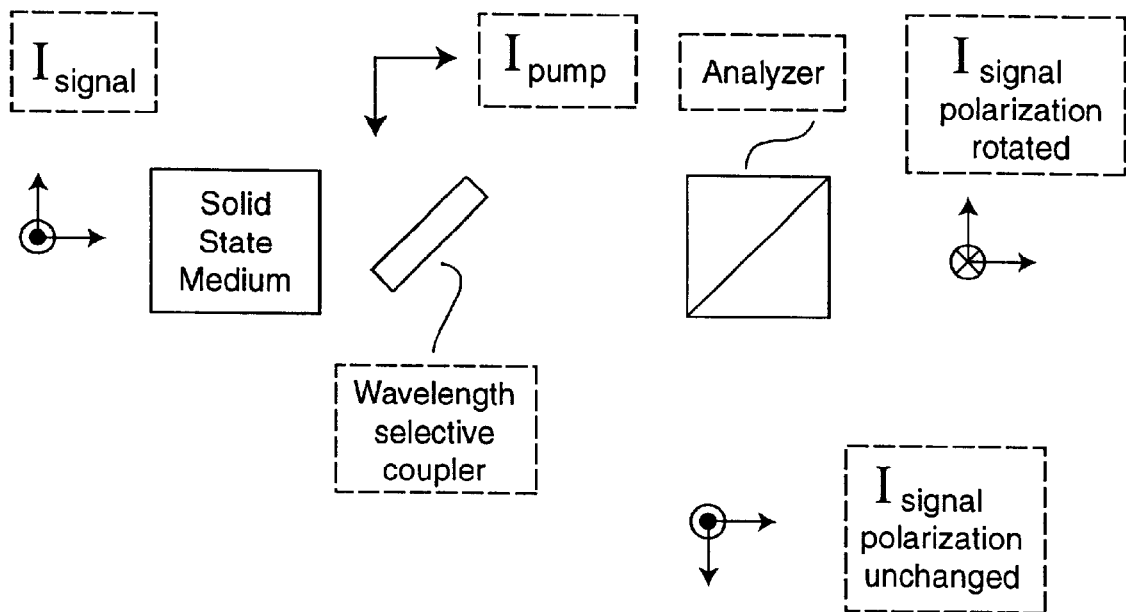 I signal
I pump
Analyzer
I signal
polarization
rotated
Solid
State
Medium
Wavelength
selective
coupler
I signal
polarization
unchanged